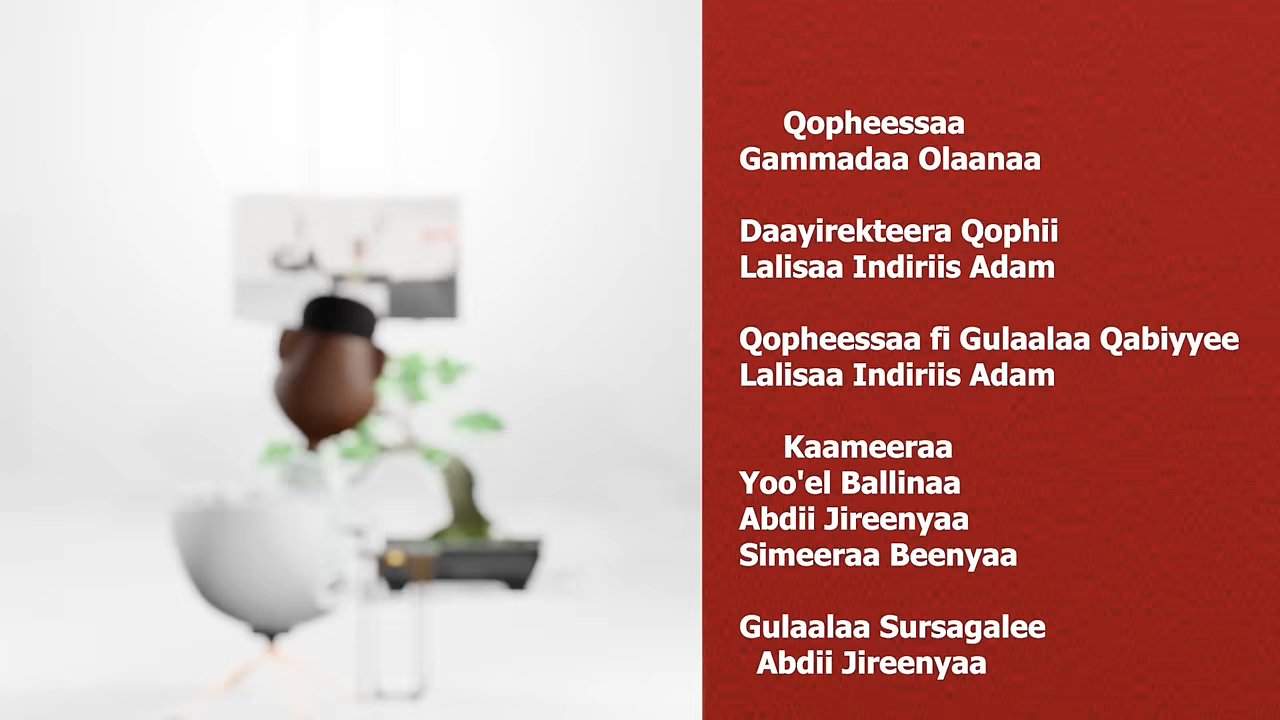 Qopheessaa
Gammadaa Olaanaa
Daayirekteera Qophii
Lalisaa Indiriis Adam
Qopheessaa fi Gulaalaa Qabiyyee
Lalisaa Indiriis Adam
Kaameeraa
Yoo'el Ballinaa
Abdii Jireenyaa
Simeeraa Beenyaa
Gulaalaa Sursagalee
Abdii Jireenyaa